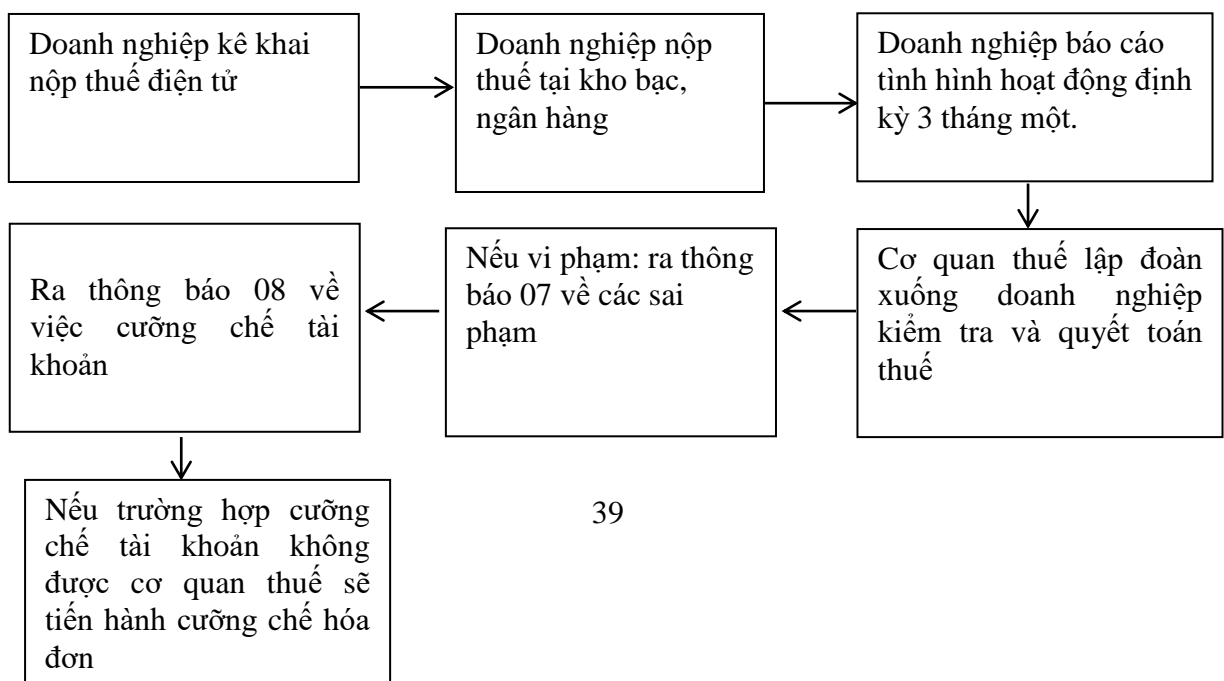 Doanh nghiệp kê khai
nộp thuế điện tử
Doanh nghiệp nộp
thuế tại kho bạc,
ngân hàng
Doanh nghiệp báo cáo
tình hình hoạt động định
kỳ 3 tháng một.
Cơ quan thuế lập đoàn
xuống doanh nghiệp
kiểm tra và quyết toán
thuế
Nếu vi phạm: ra thông
báo 07 về các sai
phạm
Ra thông báo 08 về
việc cưỡng chế tài
khoản
Nếu trường hợp cưỡng
chế tài khoản không
được cơ quan thuế sẽ
tiến hành cưỡng chế hóa
đơn
39